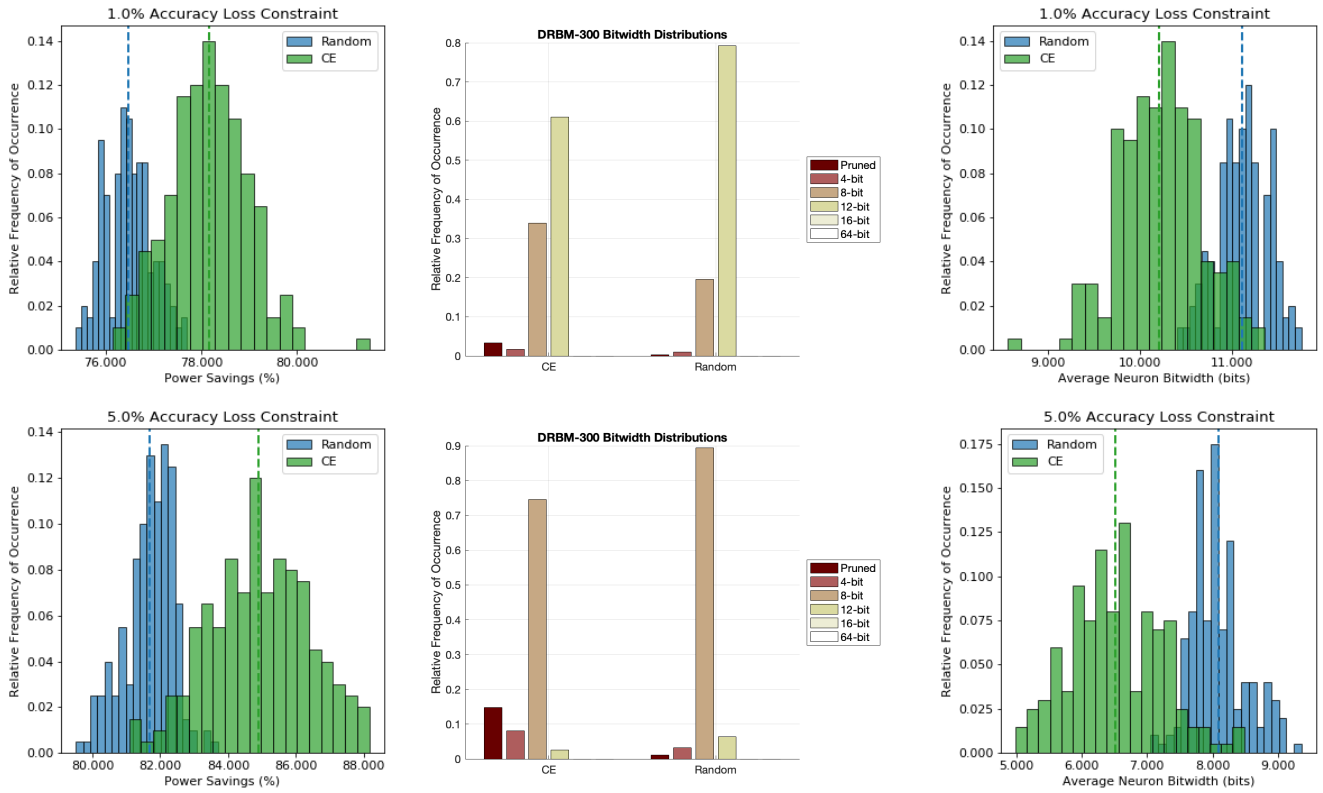 1.0% Accuracy Loss Constraint
Relative Frequency of Occurrence
0.14
0.12
0.10
0.08
0.06
0.04
0.02
0.00
Random
CE
76.000 78.000 80.000
Power Savings (%)
DRBM-300 Bitwidth Distributions
Relative Frequency of Occurrence
0.8
0.7
0.6
0.5
0.4
0.3
0.2
0.1
0
CE Random
Pruned
4-bit
8-bit
12-bit
16-bit
64-bit
1.0% Accuracy Loss Constraint
Relative Frequency of Occurrence
0.14
0.12
0.10
0.08
0.06
0.04
0.02
0.00
Random
CE
9.000 10.000 11.000
Average Neuron Bitwidth (bits)
5.0% Accuracy Loss Constraint
Relative Frequency of Occurrence
0.14
0.12
0.10
0.08
0.06
0.04
0.02
0.00
Random
CE
80.000 82.000 84.000 86.000 88.000
Power Savings (%)
DRBM-300 Bitwidth Distributions
Relative Frequency of Occurrence
0.9
0.8
0.7
0.6
0.5
0.4
0.3
0.2
0.1
0
CE Random
Pruned
4-bit
8-bit
12-bit
16-bit
64-bit
5.0% Accuracy Loss Constraint
Relative Frequency of Occurrence
0.175
0.150
0.125
0.100
0.075
0.050
0.025
0.000
Random
CE
5.000 6.000 7.000 8.000 9.000
Average Neuron Bitwidth (bits)